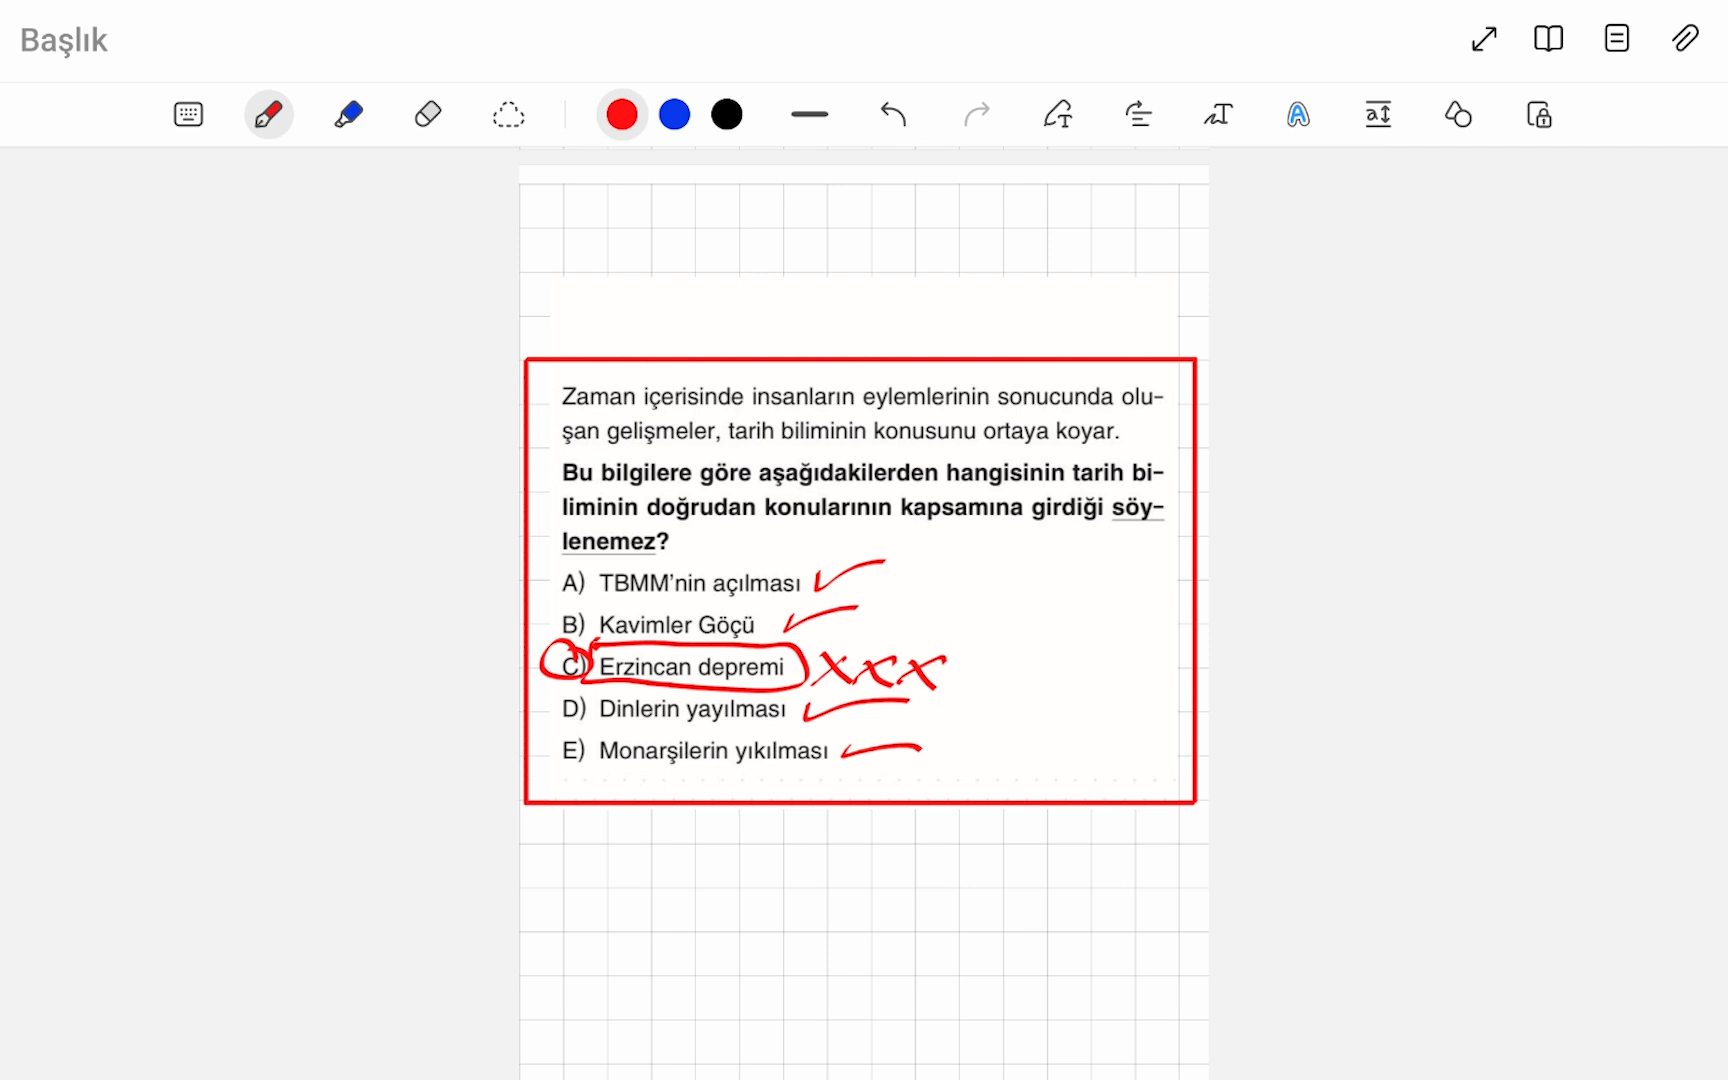 Başlık
Zaman içerisinde insanların eylemlerinin sonucunda olu-
şan gelişmeler, tarih biliminin konusunu ortaya koyar.
Bu bilgilere göre aşağıdakilerden hangisinin tarih bi-
liminin doğrudan konularının kapsamına girdiği söy-
lenemez?
A) TBMM'nin açılması
B) Kavimler Göçü
C) Erzincan depremi xxx
D) Dinlerin yayılması
E) Monarşilerin yıkılması